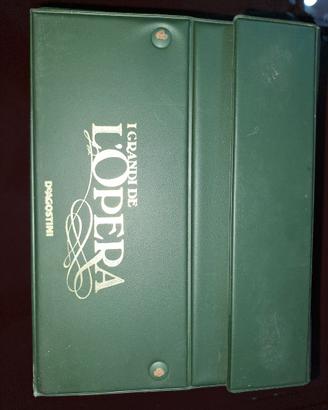 I GRANDI DE
L'OPERA
DEAGOSTINI